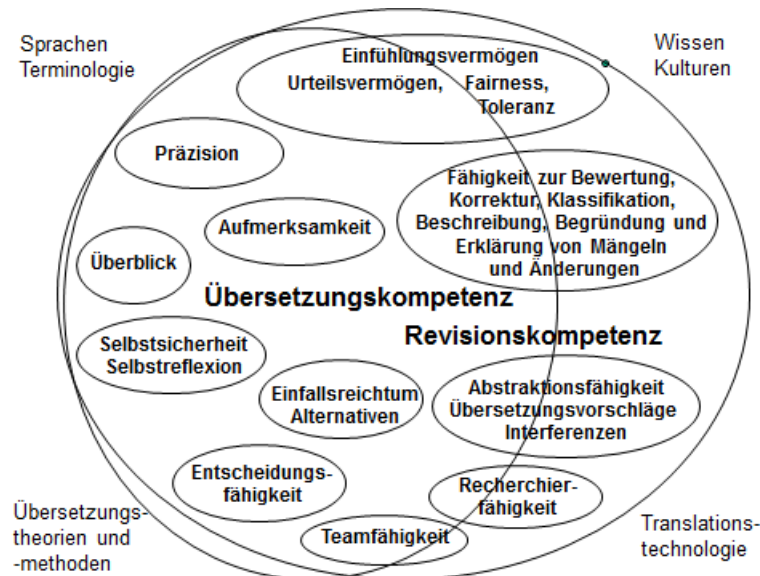 Sprachen
Terminologie
Wissen
Kulturen
Einfühlungsvermögen
Urteilsvermögen, Fairness,
Toleranz
Präzision
Fähigkeit zur Bewertung,
Korrektur, Klassifikation,
Beschreibung, Begründung und
Erklärung von Mängeln
und Änderungen
Aufmerksamkeit
Überblick
Übersetzungskompetenz
Revisionskompetenz
Selbstsicherheit
Selbstreflexion
Einfallsreichtum
Alternativen
Abstraktionsfähigkeit
Übersetzungsvorschläge
Interferenzen
Entscheidungs-
fähigkeit
Recherchier-
fähigkeit
Teamfähigkeit
Übersetzungs-
theorien und
-methoden
Translations-
technologie